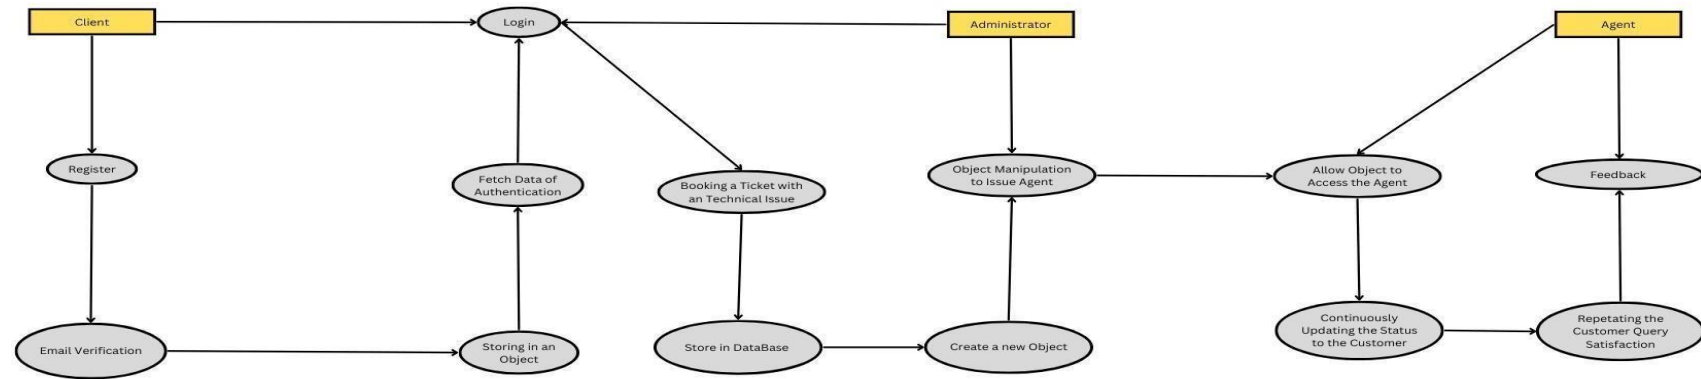 Client
Login
Administrator
Agent
Register
Fetch Data of
Authentication
Booking a Ticket with
an Technical Issue
Object Manipulation
to Issue Agent
Allow Object to
Access the Agent
Feedback
Email Verification
Storing in an
Object
Store in DataBase
Create a new Object
Continuously
Updating the Status
to the Customer
Repetating the
Customer Query
Satisfaction